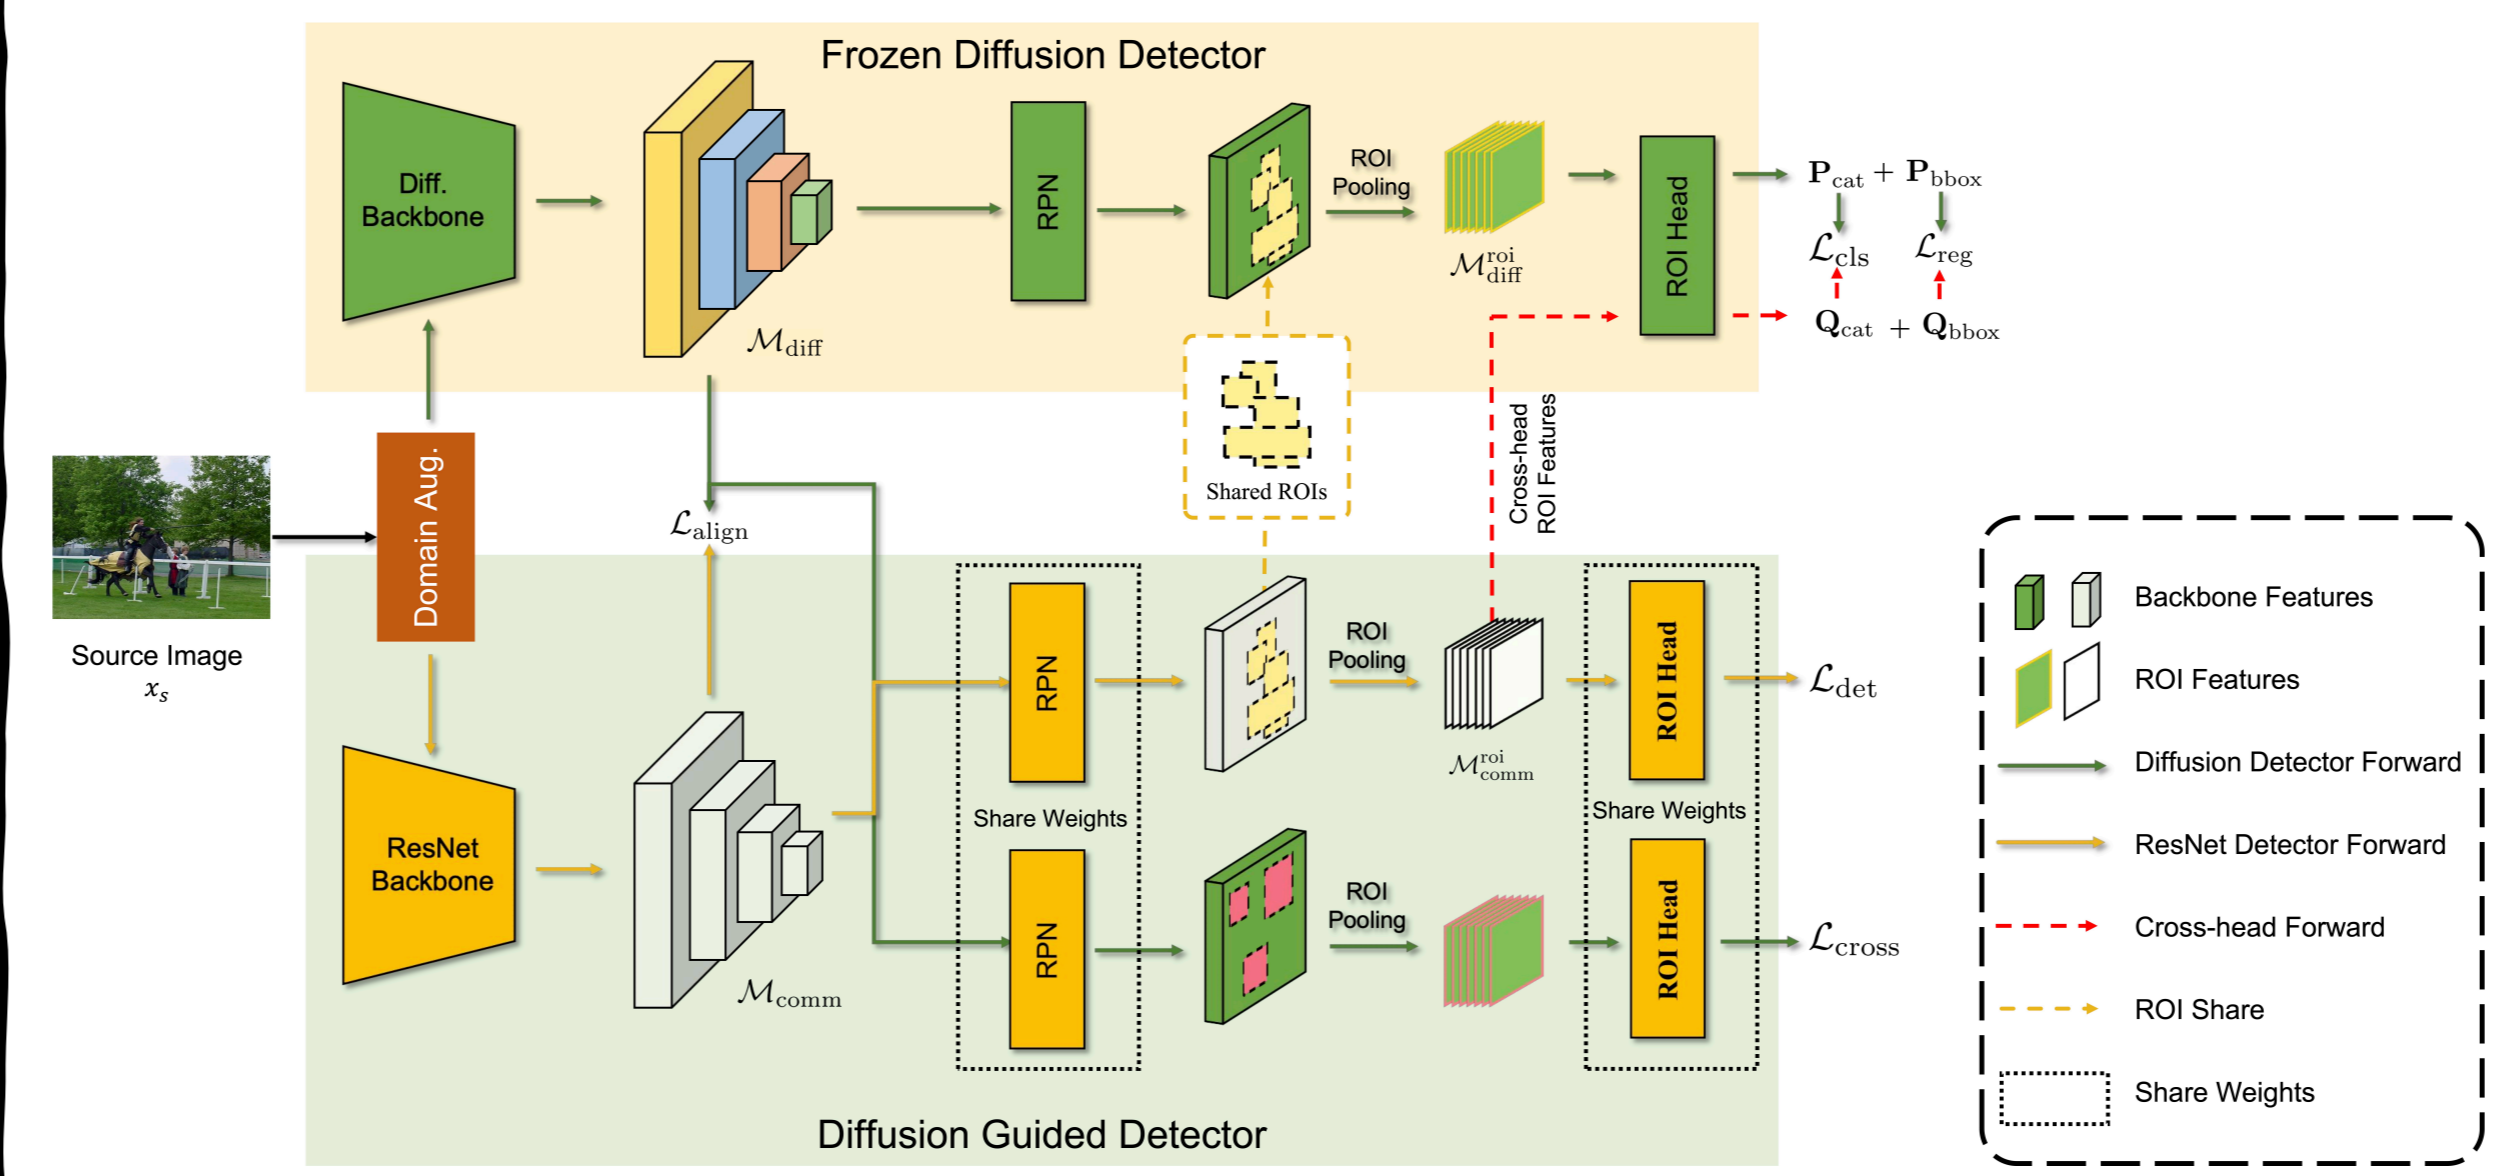 Frozen Diffusion Detector
Diff.
Backbone
M_diff
RPN
ROI
Pooling
M_diff^roi
ROI Head
P_cat + P_bbox
L_cls
L_reg
Q_cat + Q_bbox
Shared ROIs
Cross-head
ROI Features
Domain Aug.
Source Image
x_s
L_align
ResNet
Backbone
M_comm
RPN
Share Weights
RPN
ROI
Pooling
M_comm^roi
ROI Head
Share Weights
ROI Head
L_det
ROI
Pooling
L_cross
Diffusion Guided Detector
Backbone Features
ROI Features
Diffusion Detector Forward
ResNet Detector Forward
Cross-head Forward
ROI Share
Share Weights